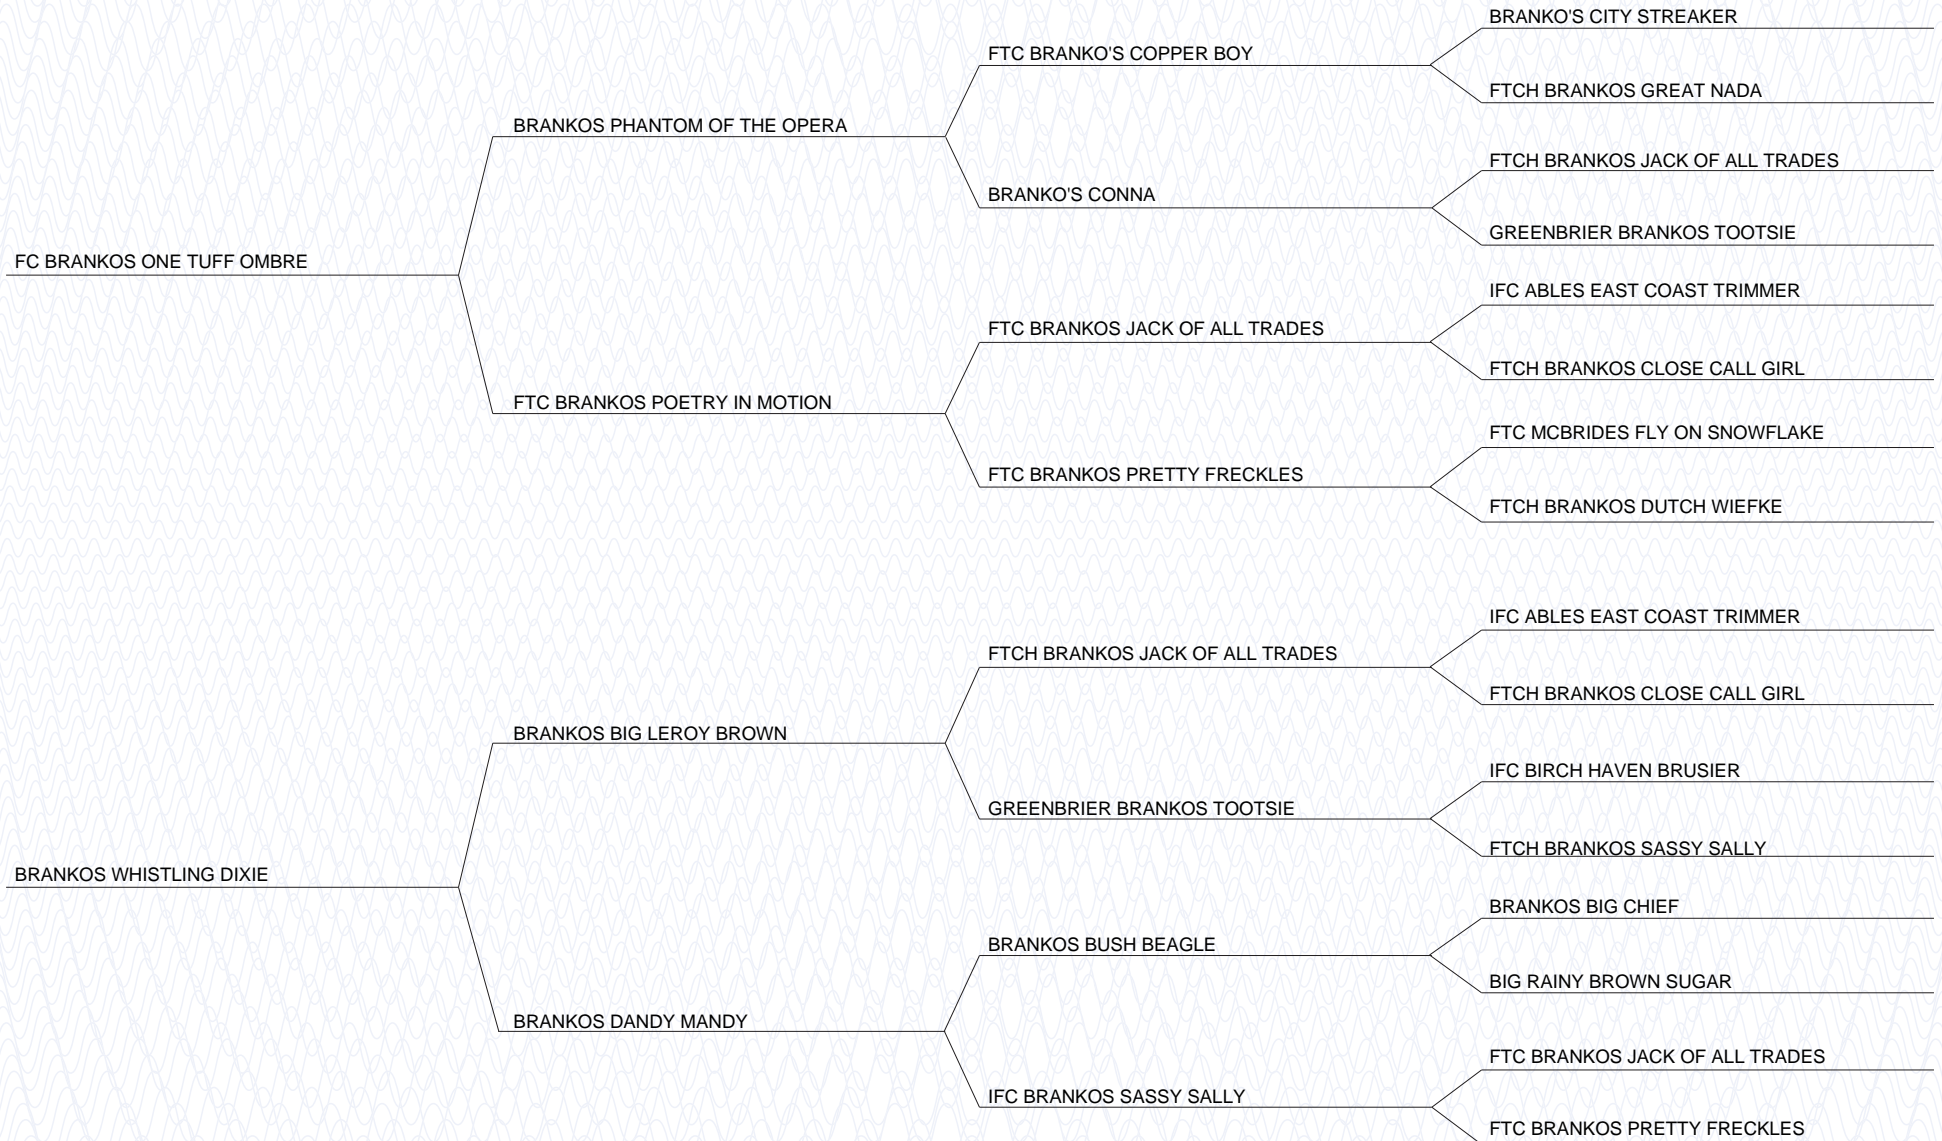 BRANKO'S CITY STREAKER
FTC BRANKO'S COPPER BOY
FTCH BRANKOS GREAT NADA
BRANKOS PHANTOM OF THE OPERA
FTCH BRANKOS JACK OF ALL TRADES
BRANKO'S CONNA
GREENBRIER BRANKOS TOOTSIE
FC BRANKOS ONE TUFF OMBRE
IFC ABLES EAST COAST TRIMMER
FTC BRANKOS JACK OF ALL TRADES
FTCH BRANKOS CLOSE CALL GIRL
FTC BRANKOS POETRY IN MOTION
FTC MCBRIDES FLY ON SNOWFLAKE
FTC BRANKOS PRETTY FRECKLES
FTCH BRANKOS DUTCH WIEFKE
IFC ABLES EAST COAST TRIMMER
FTCH BRANKOS JACK OF ALL TRADES
FTCH BRANKOS CLOSE CALL GIRL
BRANKOS BIG LEROY BROWN
IFC BIRCH HAVEN BRUSIER
GREENBRIER BRANKOS TOOTSIE
FTCH BRANKOS SASSY SALLY
BRANKOS WHISTLING DIXIE
BRANKOS BIG CHIEF
BRANKOS BUSH BEAGLE
BIG RAINY BROWN SUGAR
BRANKOS DANDY MANDY
FTC BRANKOS JACK OF ALL TRADES
IFC BRANKOS SASSY SALLY
FTC BRANKOS PRETTY FRECKLES